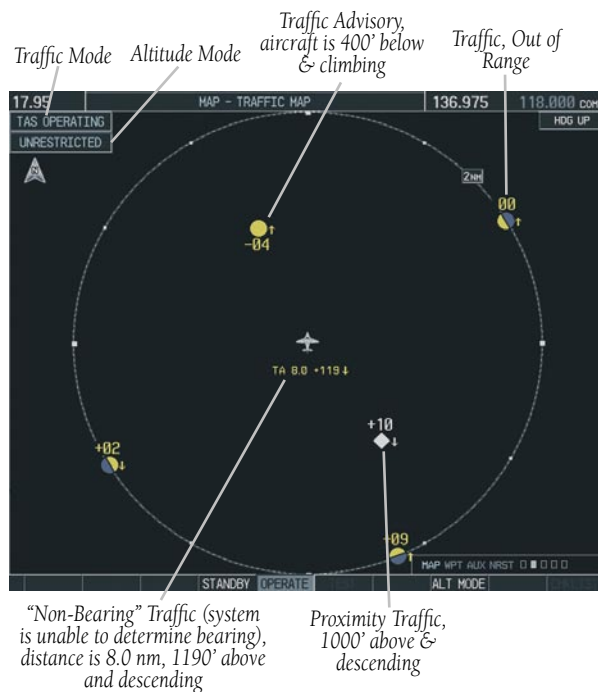 Traffic Advisory,
aircraft is 400' below
& climbing
Traffic, Out of
Range
Traffic Mode
Altitude Mode
17.95
MAP – TRAFFIC MAP
136.975
118.000 COM
TAS OPERATING
HDG UP
UNRESTRICTED
N
2NM
00 ↑
↑
-04
TA 8.0 +119↓
+10
↓
+02
↓
+09
↑
MAP WPT AUX NRST
STANDBY
OPERATE
TEST
ALT MODE
“Non-Bearing” Traffic (system
is unable to determine bearing),
distance is 8.0 nm, 1190' above
and descending
Proximity Traffic,
1000' above &
descending